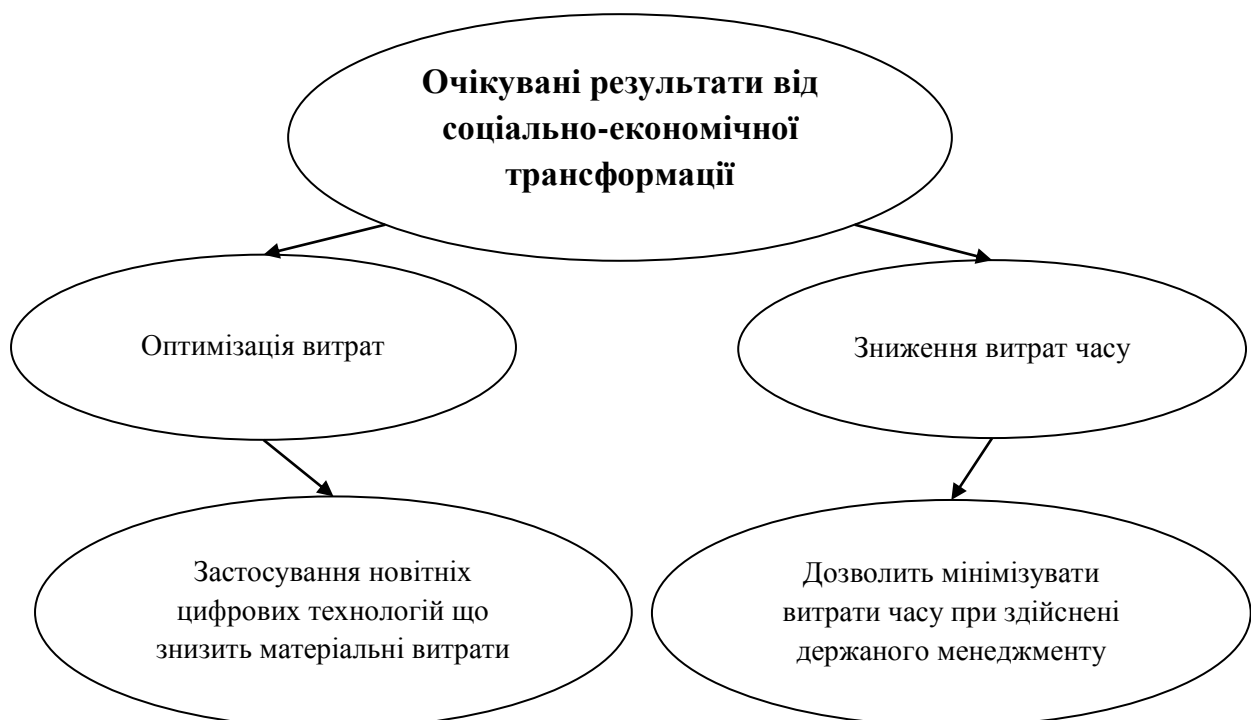 Очікувані результати від
соціально-економічної
трансформації
Оптимізація витрат
Зниження витрат часу
Застосування новітніх
цифрових технологій що
знизить матеріальні витрати
Дозволить мінімізувати
витрати часу при здійснені
держаного менеджменту